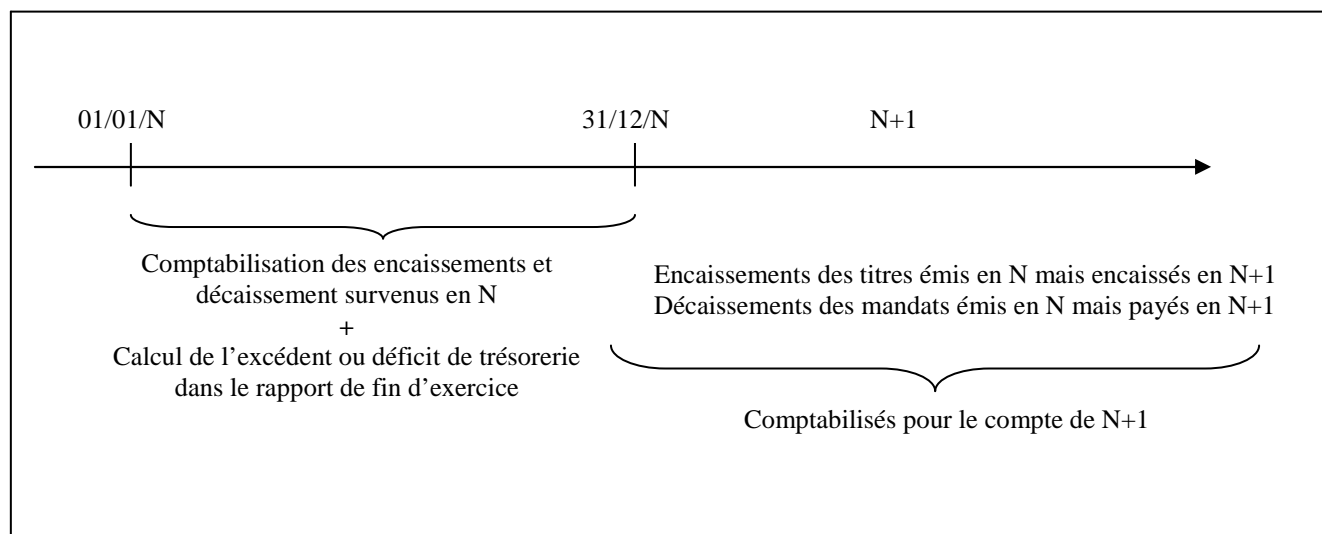 01/01/N
31/12/N
N+1
Comptabilisation des encaissements et
décaissement survenus en N
+
Calcul de l’excédent ou déficit de trésorerie
dans le rapport de fin d’exercice
Encaissements des titres émis en N mais encaissés en N+1
Décaissements des mandats émis en N mais payés en N+1
Comptabilisés pour le compte de N+1